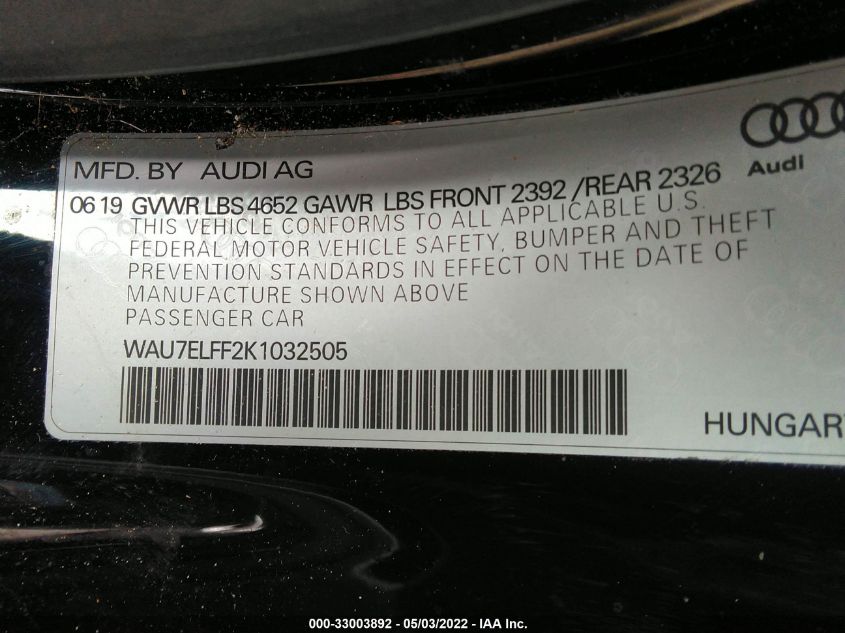 MFD. BY AUDI AG
Audi
06 19 GVWR LBS 4652 GAWR LBS FRONT 2392 /REAR 2326
THIS VEHICLE CONFORMS TO ALL APPLICABLE U.S.
FEDERAL MOTOR VEHICLE SAFETY, BUMPER AND THEFT
PREVENTION STANDARDS IN EFFECT ON THE DATE OF
MANUFACTURE SHOWN ABOVE
PASSENGER CAR
WAU7ELFF2K1032505
000-33003892 - 05/03/2022 - IAA Inc.